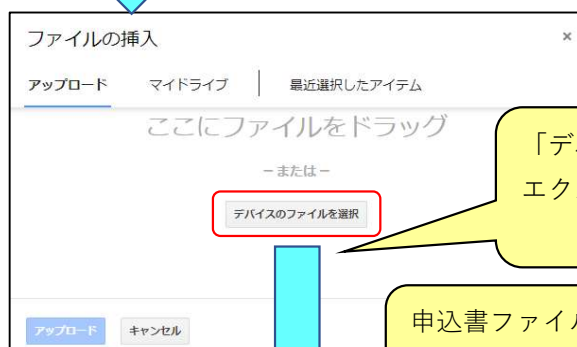 ファイルの挿入
×
アップロード マイドライブ 最近選択したアイテム
ここにファイルをドラッグ
－または－
デバイスのファイルを選択
「デ
エク
申込書ファイル
アップロード キャンセル